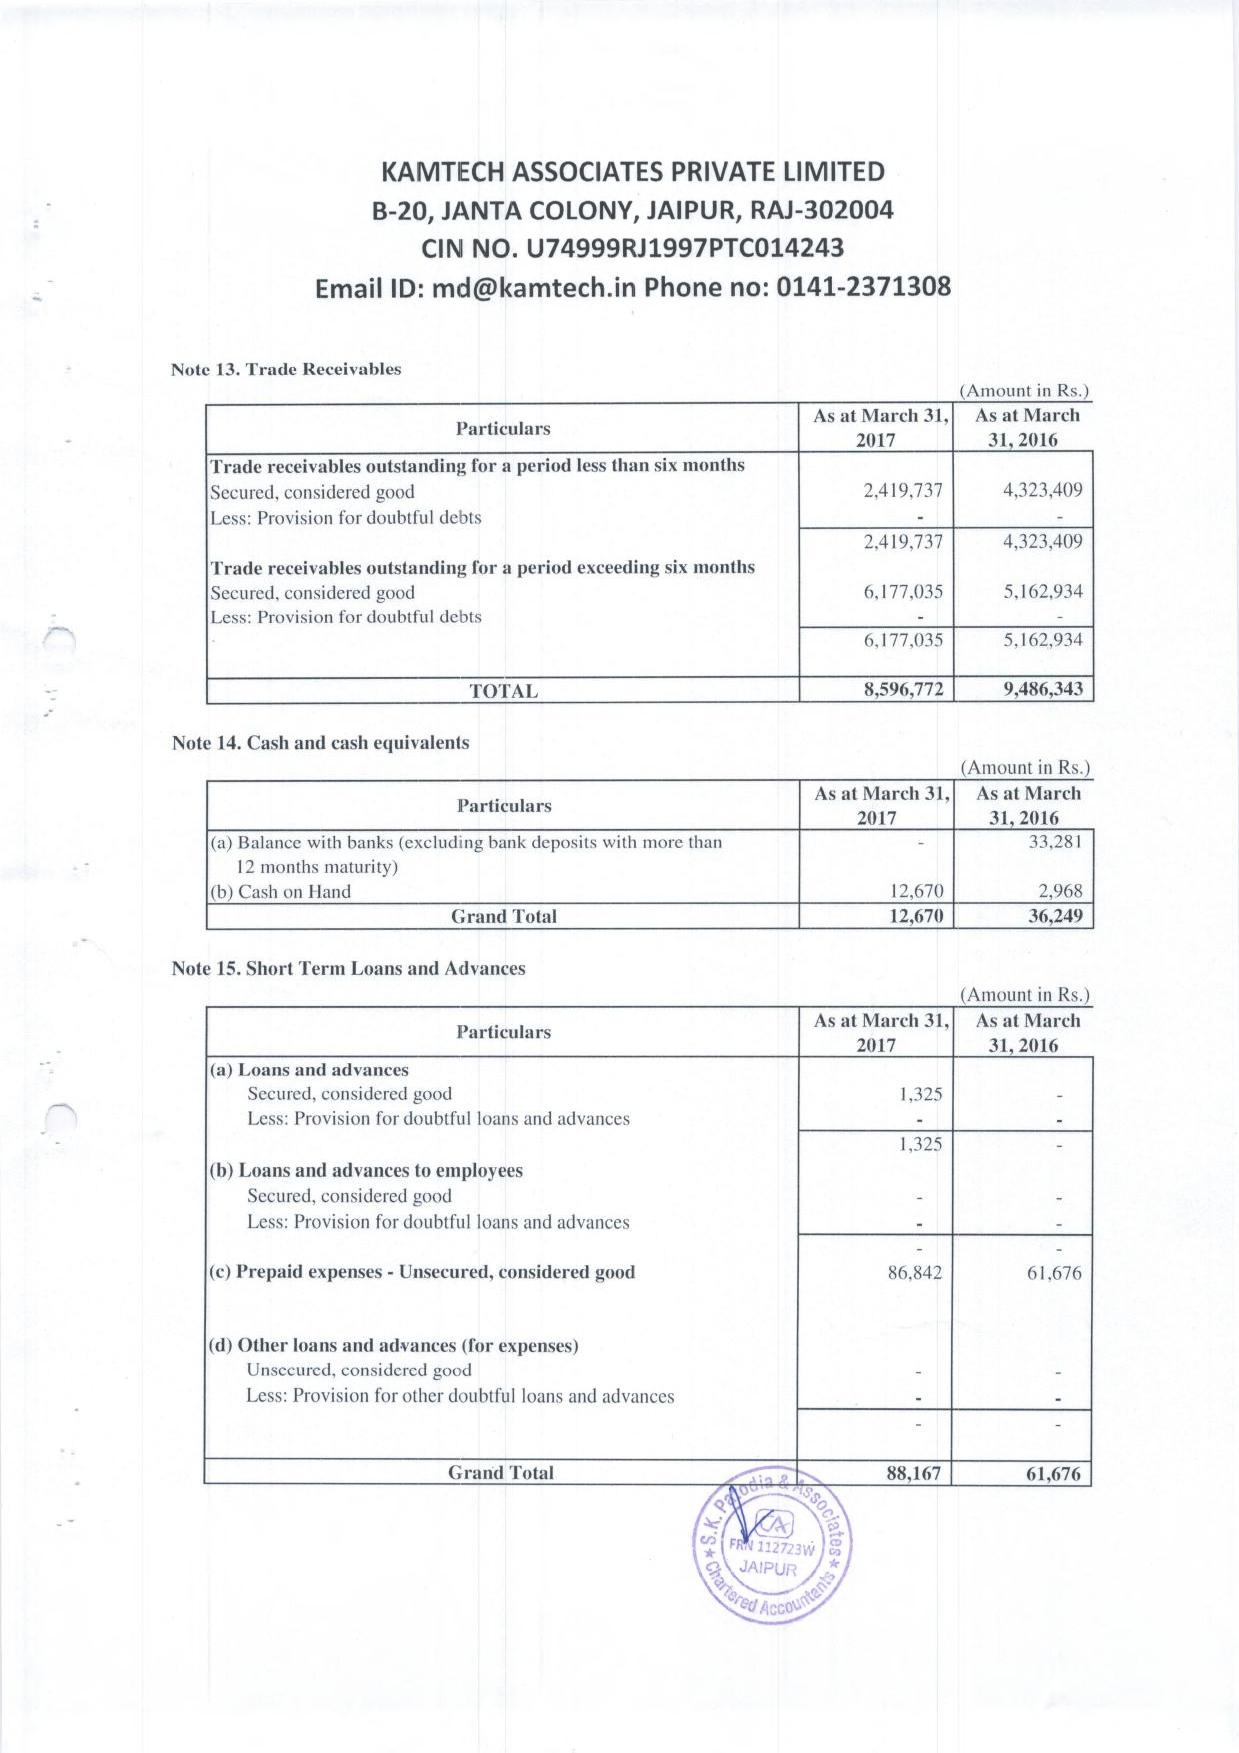 KAMTECH ASSOCIATES PRIVATE LIMITED
B-20, JANTA COLONY, JAIPUR, RAJ-302004
CIN NO. U74999RJ1997PTC014243
Email ID: md@kamtech.in Phone no: 0141-2371308
Note 13. Trade Receivables
(Amount in Rs.)
Particulars As at March 31, 2017 As at March 31, 2016
Trade receivables outstanding for a period less than six months
Secured, considered good 2,419,737 4,323,409
Less: Provision for doubtful debts - -
2,419,737 4,323,409
Trade receivables outstanding for a period exceeding six months
Secured, considered good 6,177,035 5,162,934
Less: Provision for doubtful debts - -
6,177,035 5,162,934
TOTAL 8,596,772 9,486,343
Note 14. Cash and cash equivalents
(Amount in Rs.)
Particulars As at March 31, 2017 As at March 31, 2016
(a) Balance with banks (excluding bank deposits with more than - 33,281
12 months maturity)
(b) Cash on Hand 12,670 2,968
Grand Total 12,670 36,249
Note 15. Short Term Loans and Advances
(Amount in Rs.)
Particulars As at March 31, 2017 As at March 31, 2016
(a) Loans and advances
Secured, considered good 1,325 -
Less: Provision for doubtful loans and advances - -
1,325 -
(b) Loans and advances to employees
Secured, considered good - -
Less: Provision for doubtful loans and advances - -
- -
(c) Prepaid expenses - Unsecured, considered good 86,842 61,676
(d) Other loans and advances (for expenses)
Unsecured, considered good - -
Less: Provision for other doubtful loans and advances - -
- -
Grand Total 88,167 61,676
S.K. Patodia & Associates
CA
FRN 112723W
JAIPUR
Chartered Accountants